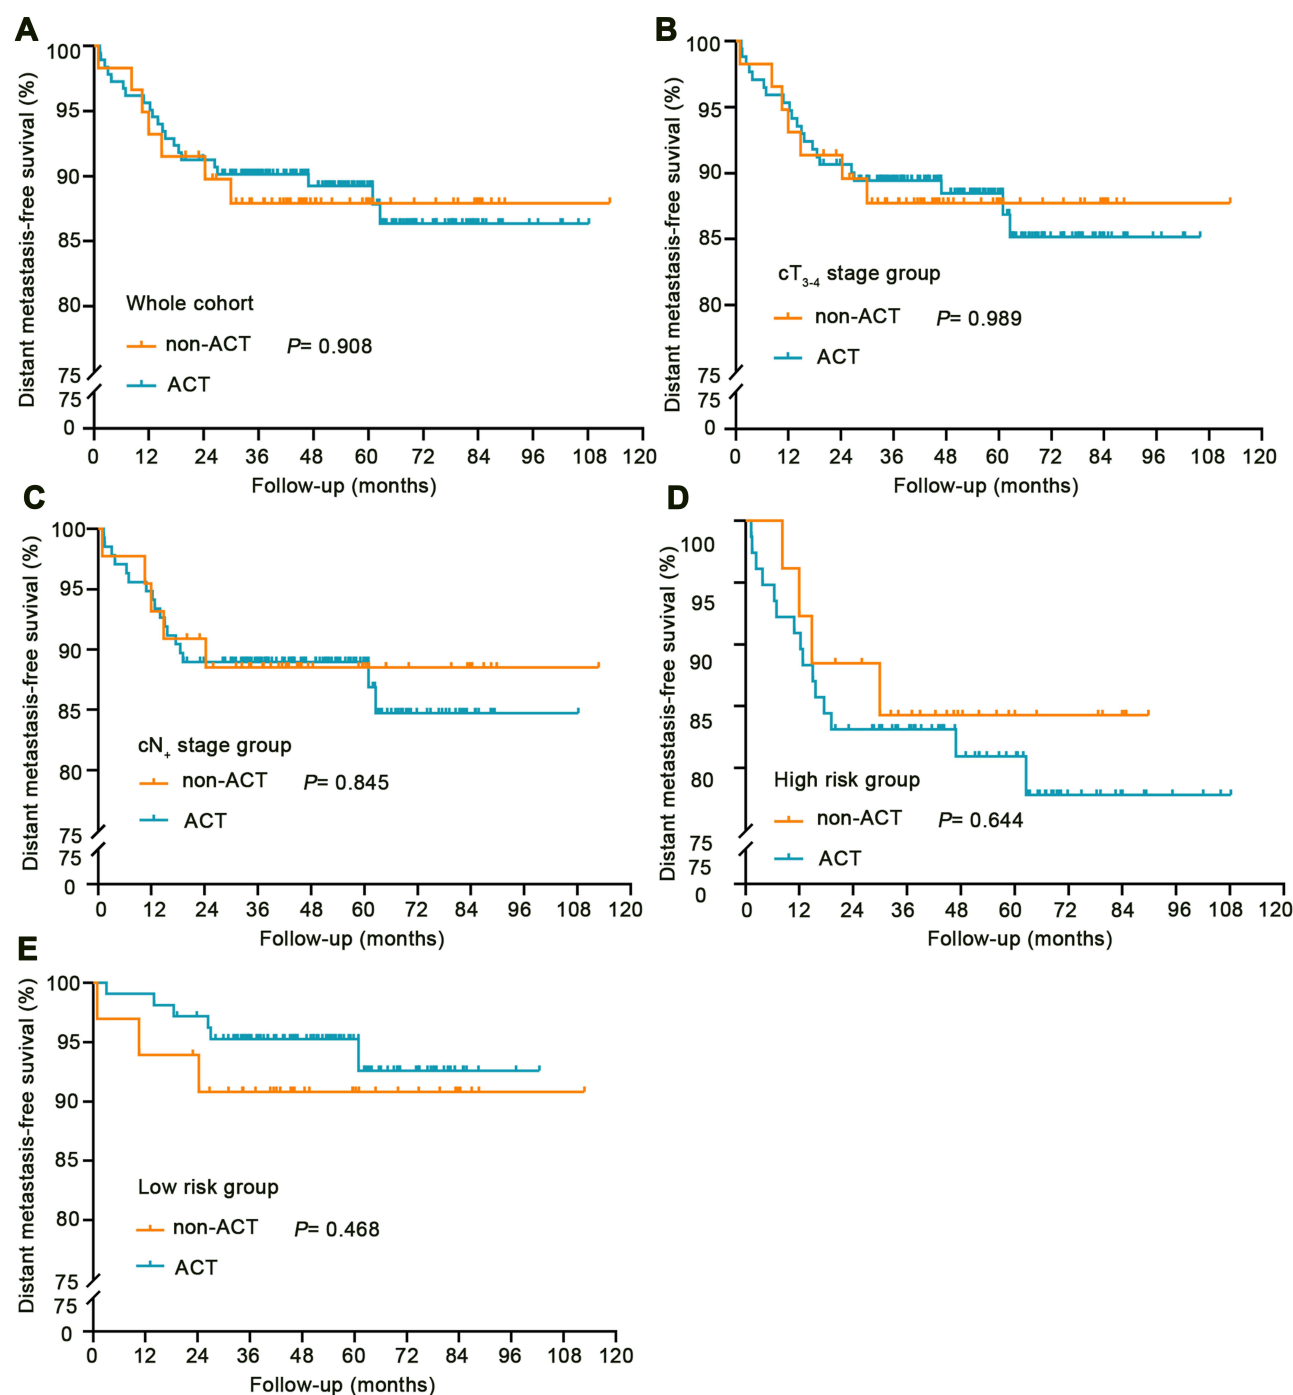 A
Distant metastasis-free suvival (%)
100
95
90
85
80
75
75
0
Whole cohort
non-ACT P= 0.908
ACT
0 12 24 36 48 60 72 84 96 108 120
Follow-up (months)
B
Distant metastasis-free suvival (%)
100
95
90
85
80
75
75
0
cT3-4 stage group
non-ACT P= 0.989
ACT
0 12 24 36 48 60 72 84 96 108 120
Follow-up (months)
C
Distant metastasis-free suvival (%)
100
95
90
85
80
75
75
0
cN+ stage group
non-ACT P= 0.845
ACT
0 12 24 36 48 60 72 84 96 108 120
Follow-up (months)
D
Distant metastasis-free suvival (%)
100
95
90
85
80
75
75
0
High risk group
non-ACT P= 0.644
ACT
0 12 24 36 48 60 72 84 96 108 120
Follow-up (months)
E
Distant metastasis-free suvival (%)
100
95
90
85
80
75
75
0
Low risk group
non-ACT P= 0.468
ACT
0 12 24 36 48 60 72 84 96 108 120
Follow-up (months)